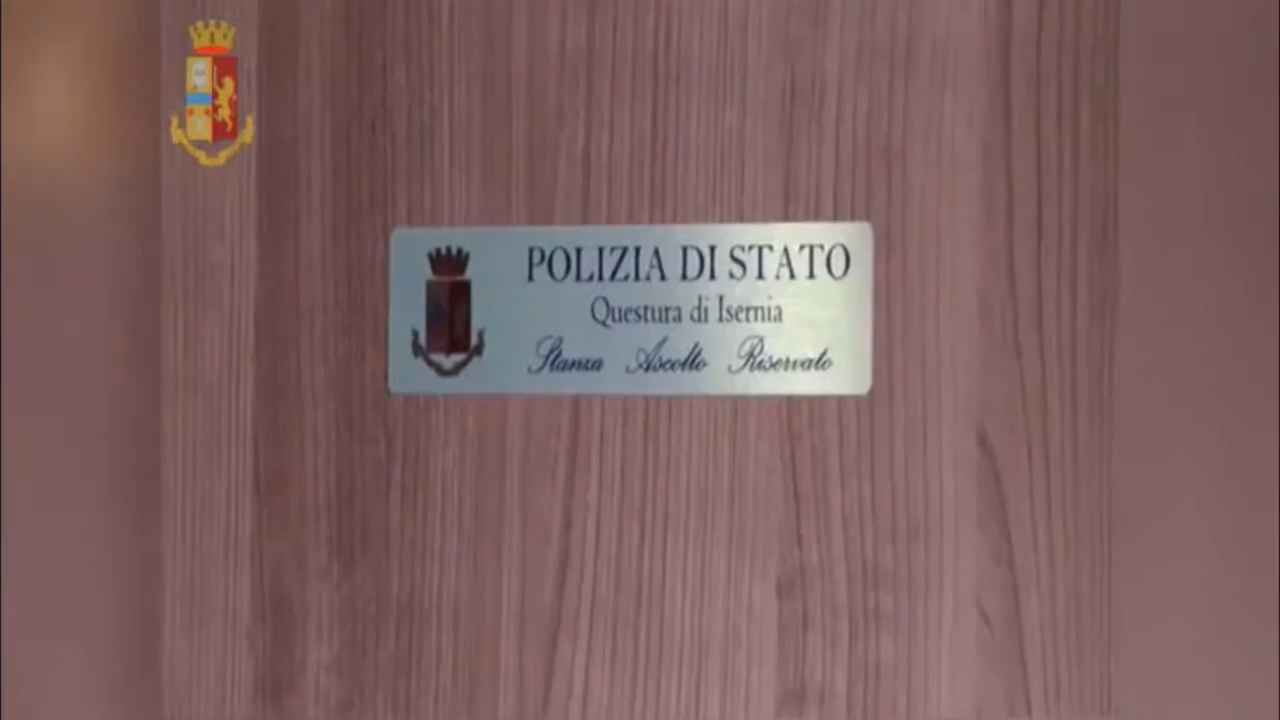 POLIZIA DI STATO
Questura di Isernia
Stanza Ascolto Riservato